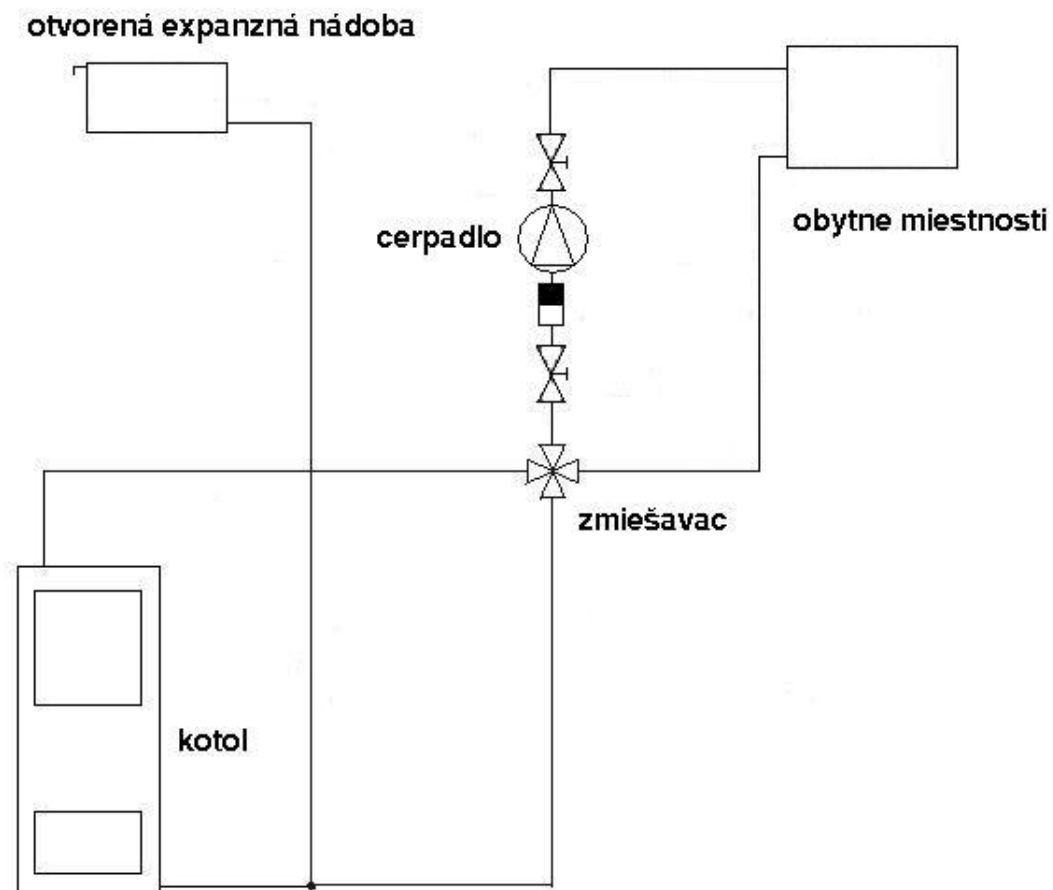 otvorená expanzná nádoba
cerpadlo
obytne miestnosti
zmiešavac
kotol